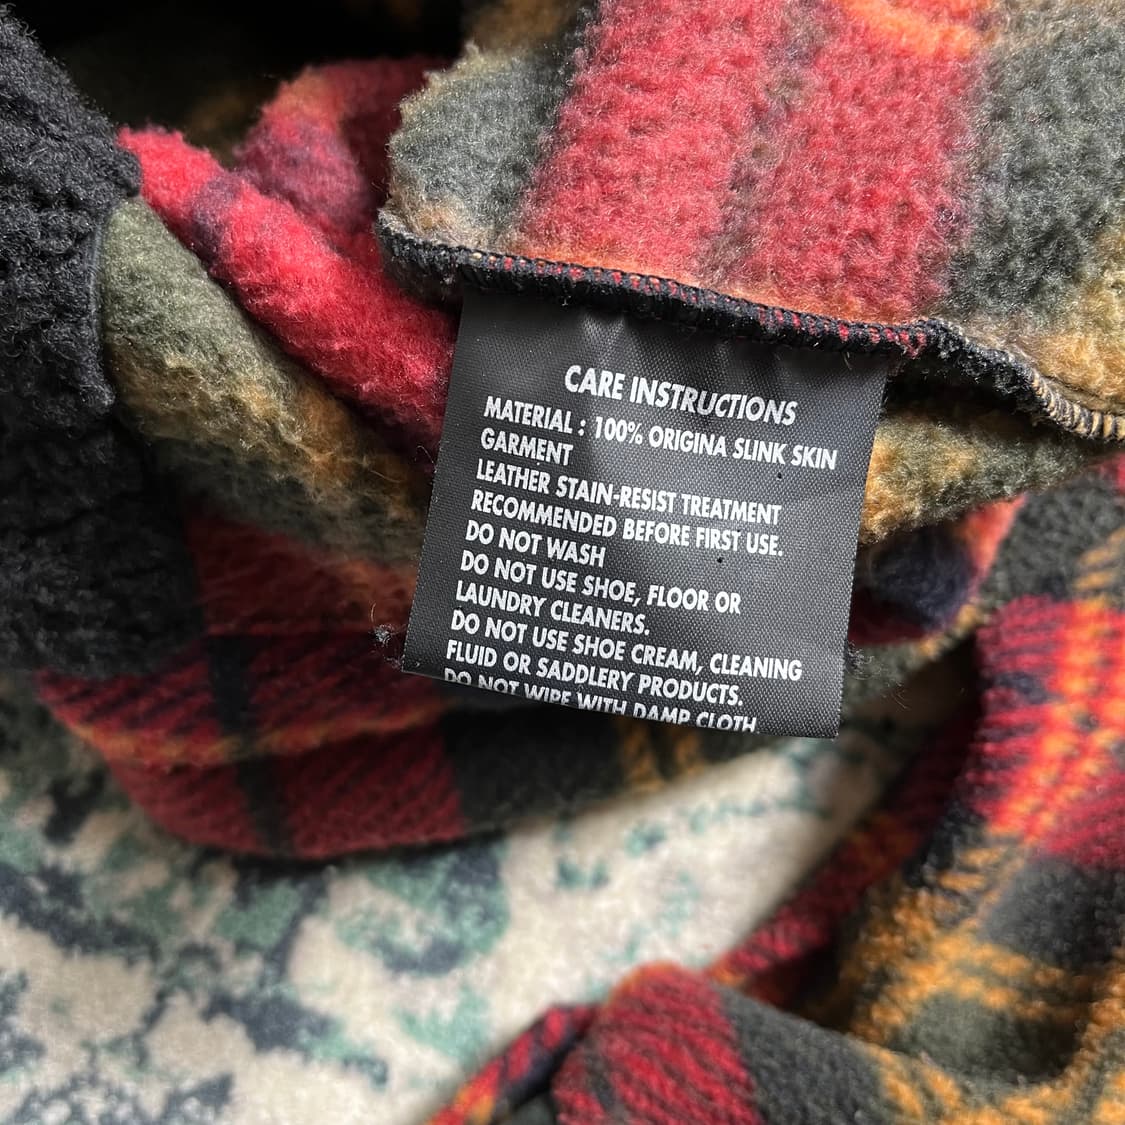 CARE INSTRUCTIONS
MATERIAL : 100% ORIGINA SLINK SKIN
GARMENT
LEATHER STAIN-RESIST TREATMENT
RECOMMENDED BEFORE FIRST USE.
DO NOT WASH
DO NOT USE SHOE, FLOOR OR
LAUNDRY CLEANERS.
DO NOT USE SHOE CREAM, CLEANING
FLUID OR SADDLERY PRODUCTS.
DO NOT WIPE WITH DAMP CLOTH